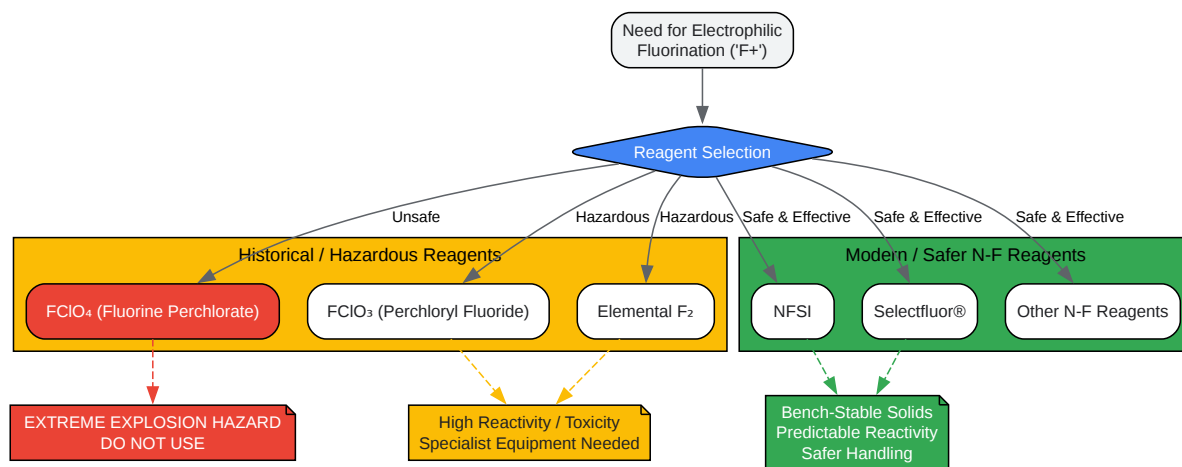 Need for Electrophilic
Fluorination ('F+')
Reagent Selection
Unsafe
Hazardous
Hazardous
Safe & Effective
Safe & Effective
Safe & Effective
Historical / Hazardous Reagents
Modern / Safer N-F Reagents
FClO₄ (Fluorine Perchlorate)
FClO₃ (Perchloryl Fluoride)
Elemental F₂
NFSI
Selectfluor®
Other N-F Reagents
EXTREME EXPLOSION HAZARD
DO NOT USE
High Reactivity / Toxicity
Specialist Equipment Needed
Bench-Stable Solids
Predictable Reactivity
Safer Handling